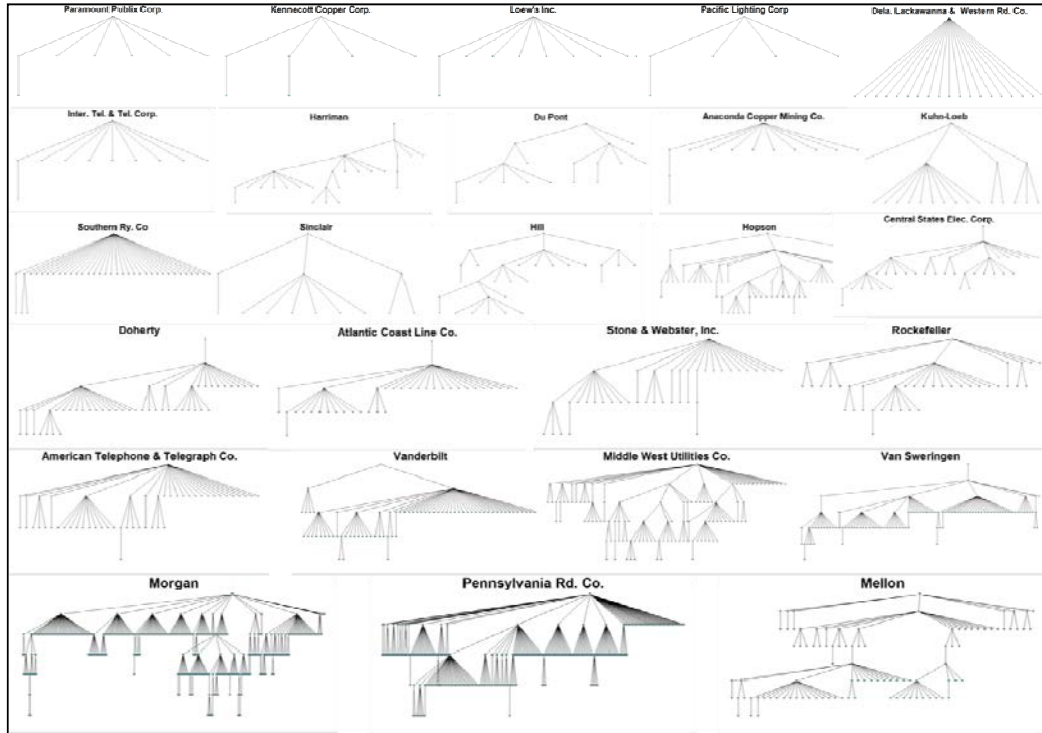 Paramount Publix Corp.
Kennecott Copper Corp.
Loew's Inc.
Pacific Lighting Corp
Dela. Lackawanna & Western Rd. Co.
Inter. Tel. & Tel. Corp.
Harriman
Du Pont
Anaconda Copper Mining Co.
Kuhn-Loeb
Southern Ry. Co
Sinclair
Hill
Hopson
Central States Elec. Corp.
Doherty
Atlantic Coast Line Co.
Stone & Webster, Inc.
Rockefeller
American Telephone & Telegraph Co.
Vanderbilt
Middle West Utilities Co.
Van Sweringen
Morgan
Pennsylvania Rd. Co.
Mellon